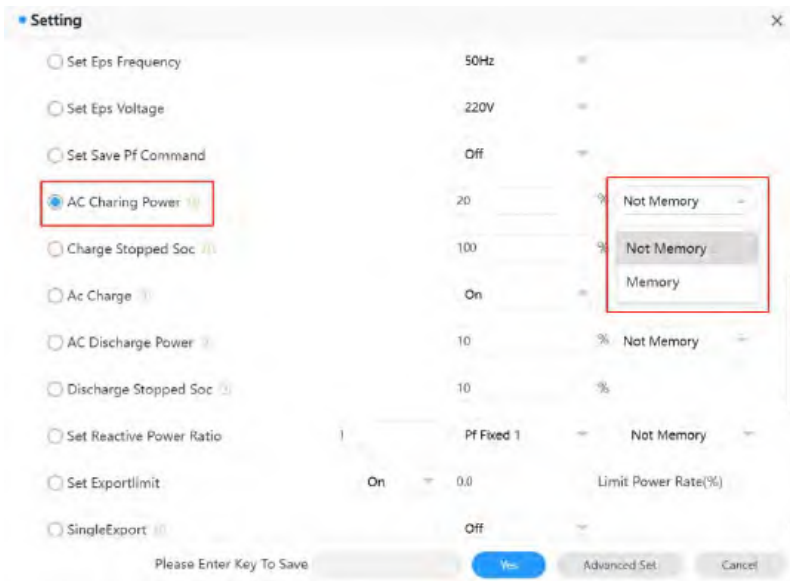 Setting
Set Eps Frequency 50Hz
Set Eps Voltage 220V
Set Save Pf Command Off
AC Charing Power 20 % Not Memory
Charge Stopped Soc 100 % Not Memory
Ac Charge On Memory
AC Discharge Power 10 % Not Memory
Discharge Stopped Soc 10 %
Set Reactive Power Ratio 1 Pf Fixed 1 Not Memory
Set Exportlimit On 0.0 Limit Power Rate(%)
SingleExport Off
Please Enter Key To Save Yes Advanced Set Cancel